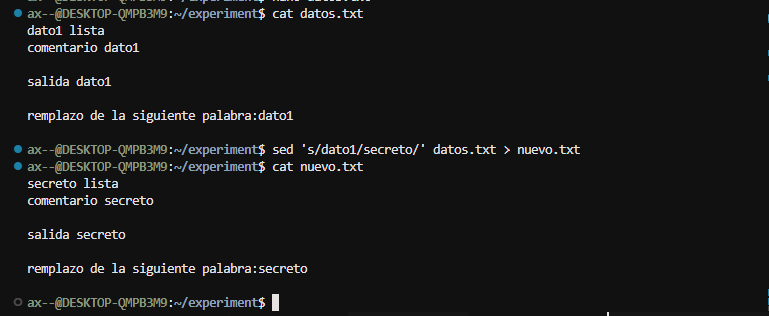 ax--@DESKTOP-QMPB3M9:~/experiment$ cat datos.txt
dato1 lista
comentario dato1
salida dato1
remplazo de la siguiente palabra:dato1
ax--@DESKTOP-QMPB3M9:~/experiment$ sed 's/dato1/secreto/' datos.txt > nuevo.txt
ax--@DESKTOP-QMPB3M9:~/experiment$ cat nuevo.txt
secreto lista
comentario secreto
salida secreto
remplazo de la siguiente palabra:secreto
ax--@DESKTOP-QMPB3M9:~/experiment$